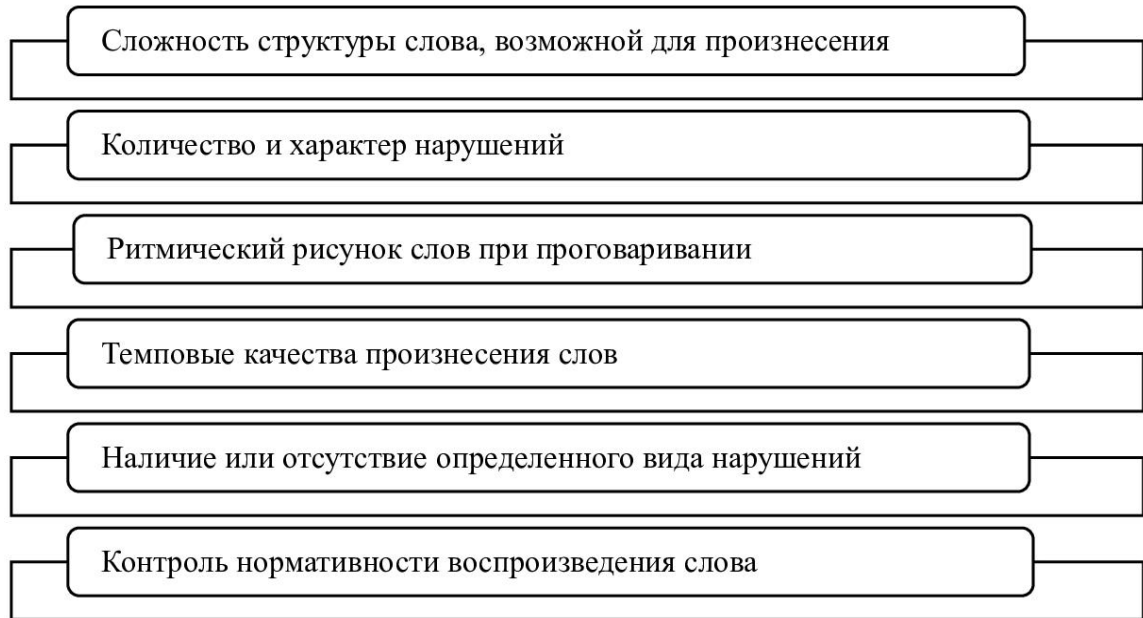 Сложность структуры слова, возможной для произнесения
Количество и характер нарушений
Ритмический рисунок слов при проговаривании
Темповые качества произнесения слов
Наличие или отсутствие определенного вида нарушений
Контроль нормативности воспроизведения слова